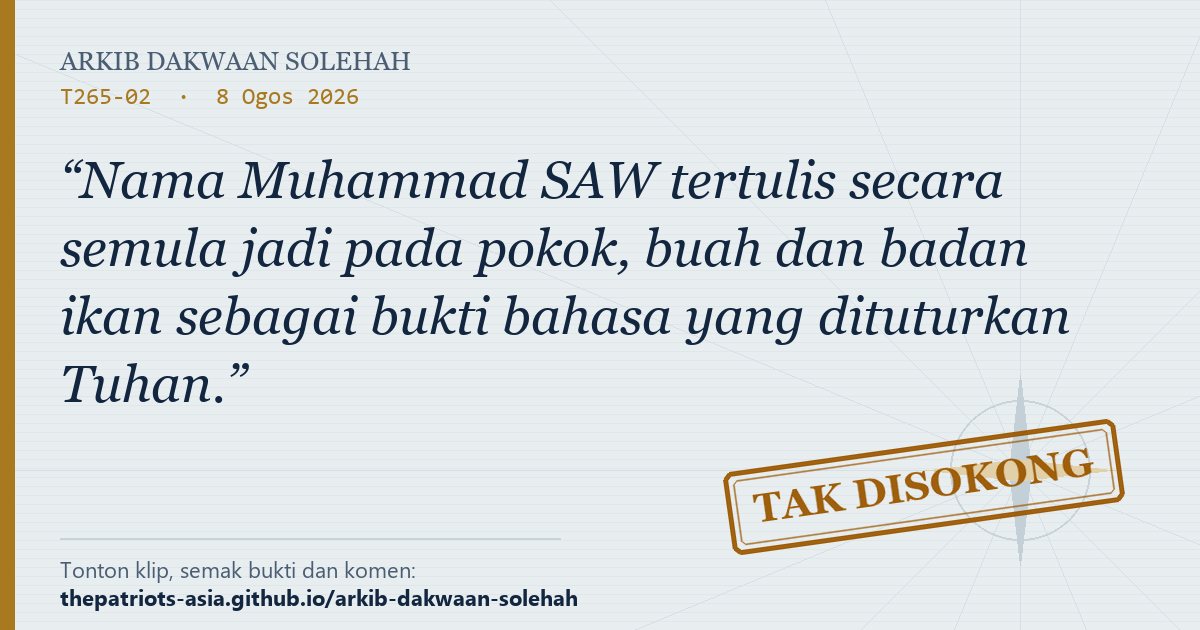 ARKIB DAKWAAN SOLEHAH
T265-02 · 8 Ogos 2026
“Nama Muhammad SAW tertulis secara
semula jadi pada pokok, buah dan badan
ikan sebagai bukti bahasa yang dituturkan
Tuhan.”
TAK DISOKONG
Tonton klip, semak bukti dan komen:
thepatriots-asia.github.io/arkib-dakwaan-solehah